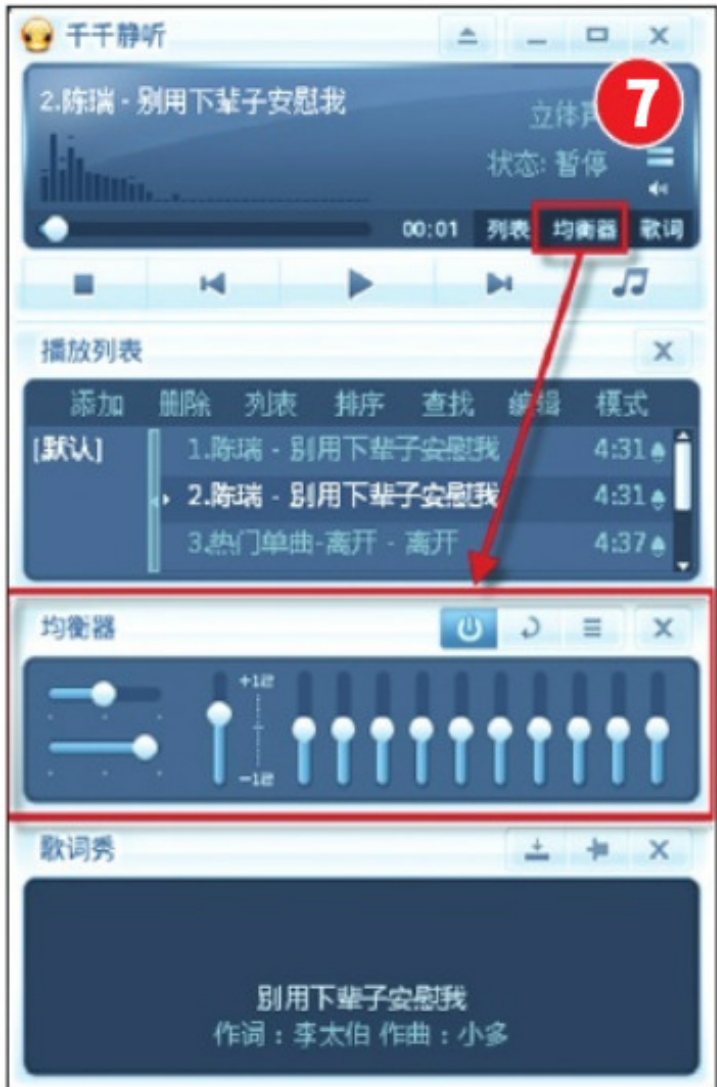 千千静听
2.陈瑞 - 别用下辈子安慰我
立体声
7
状态: 暂停
00:01 列表 均衡器 歌词
播放列表
添加 删除 列表 排序 查找 编辑 模式
[默认]
1.陈瑞 - 别用下辈子安慰我 4:31
2.陈瑞 - 别用下辈子安慰我 4:31
3.热门单曲-离开 - 离开 4:37
均衡器
+12
-12
歌词秀
别用下辈子安慰我
作词：李太伯 作曲：小多